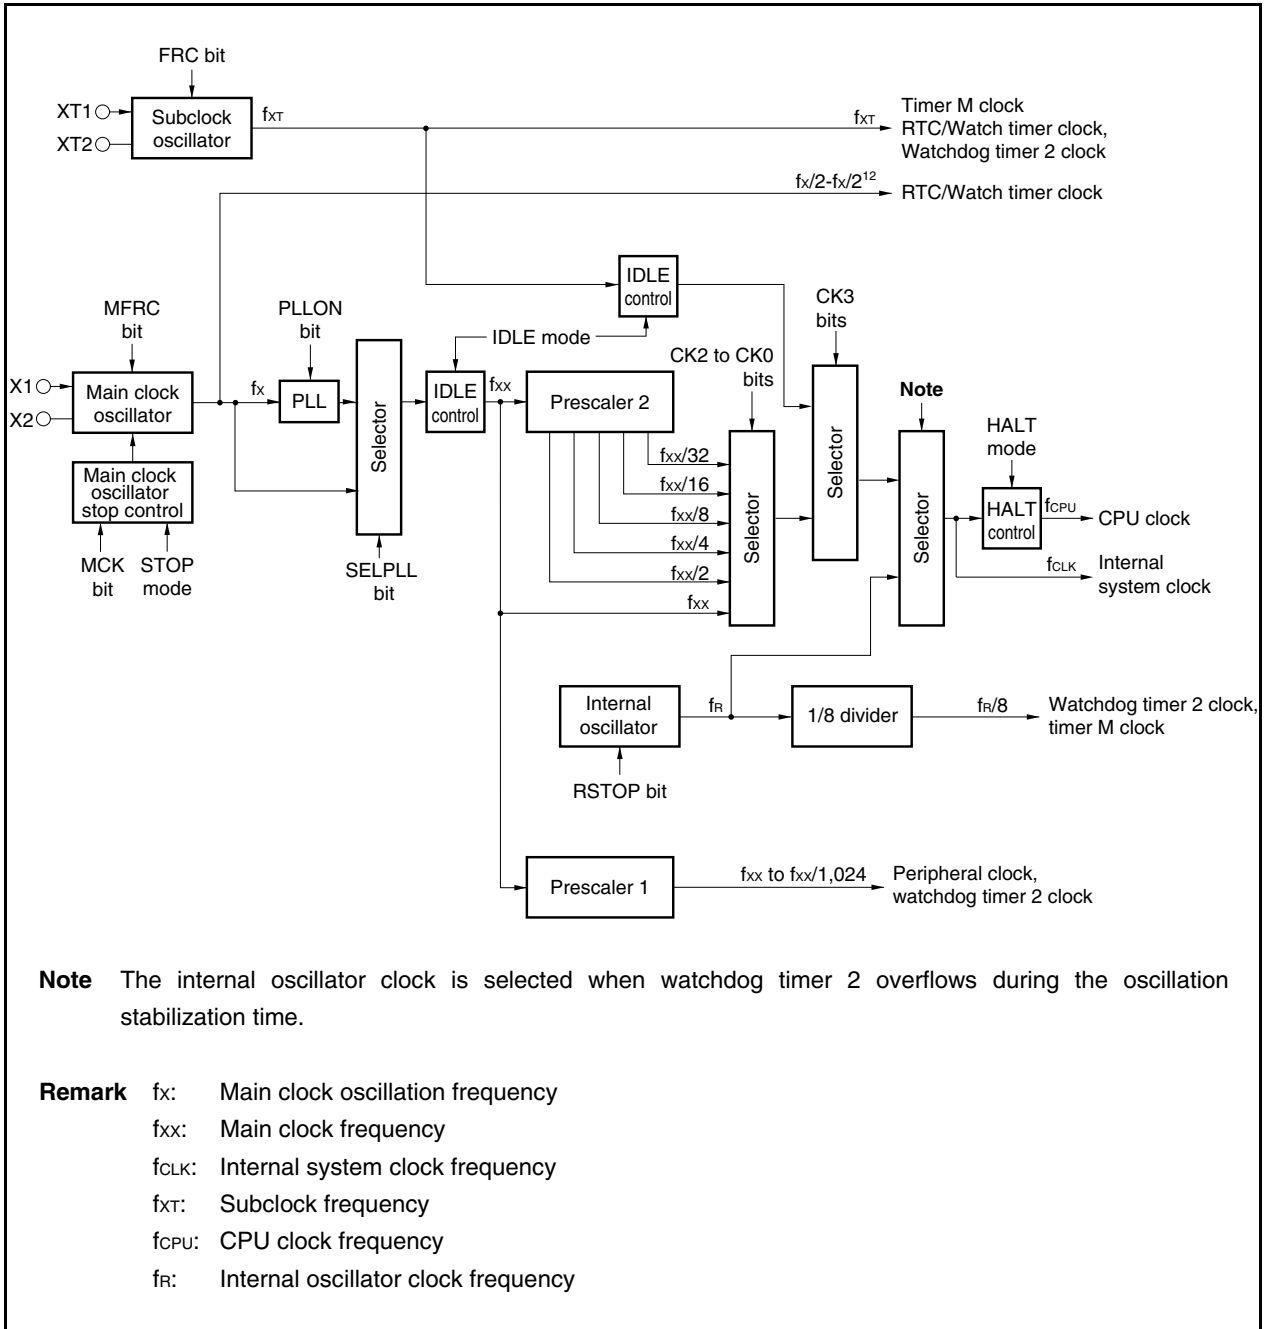 FRC bit
XT1
XT2
Subclock
oscillator
fXT
fXT
Timer M clock
RTC/Watch timer clock,
Watchdog timer 2 clock
fX/2-fX/2¹²
RTC/Watch timer clock
IDLE
control
MFRC
bit
PLLON
bit
IDLE mode
CK3
bits
CK2 to CK0
bits
Note
HALT
mode
X1
X2
Main clock
oscillator
fX
PLL
Selector
IDLE
control
fXX
Prescaler 2
Main clock
oscillator
stop control
MCK
bit
STOP
mode
SELPLL
bit
fXX/32
fXX/16
fXX/8
fXX/4
fXX/2
fXX
Selector
Selector
Selector
HALT
control
fCPU
CPU clock
fCLK
Internal
system clock
Internal
oscillator
fR
1/8 divider
fR/8
Watchdog timer 2 clock,
timer M clock
RSTOP bit
Prescaler 1
fXX to fXX/1,024
Peripheral clock,
watchdog timer 2 clock
Note The internal oscillator clock is selected when watchdog timer 2 overflows during the oscillation
stabilization time.
Remark fX: Main clock oscillation frequency
fXX: Main clock frequency
fCLK: Internal system clock frequency
fXT: Subclock frequency
fCPU: CPU clock frequency
fR: Internal oscillator clock frequency